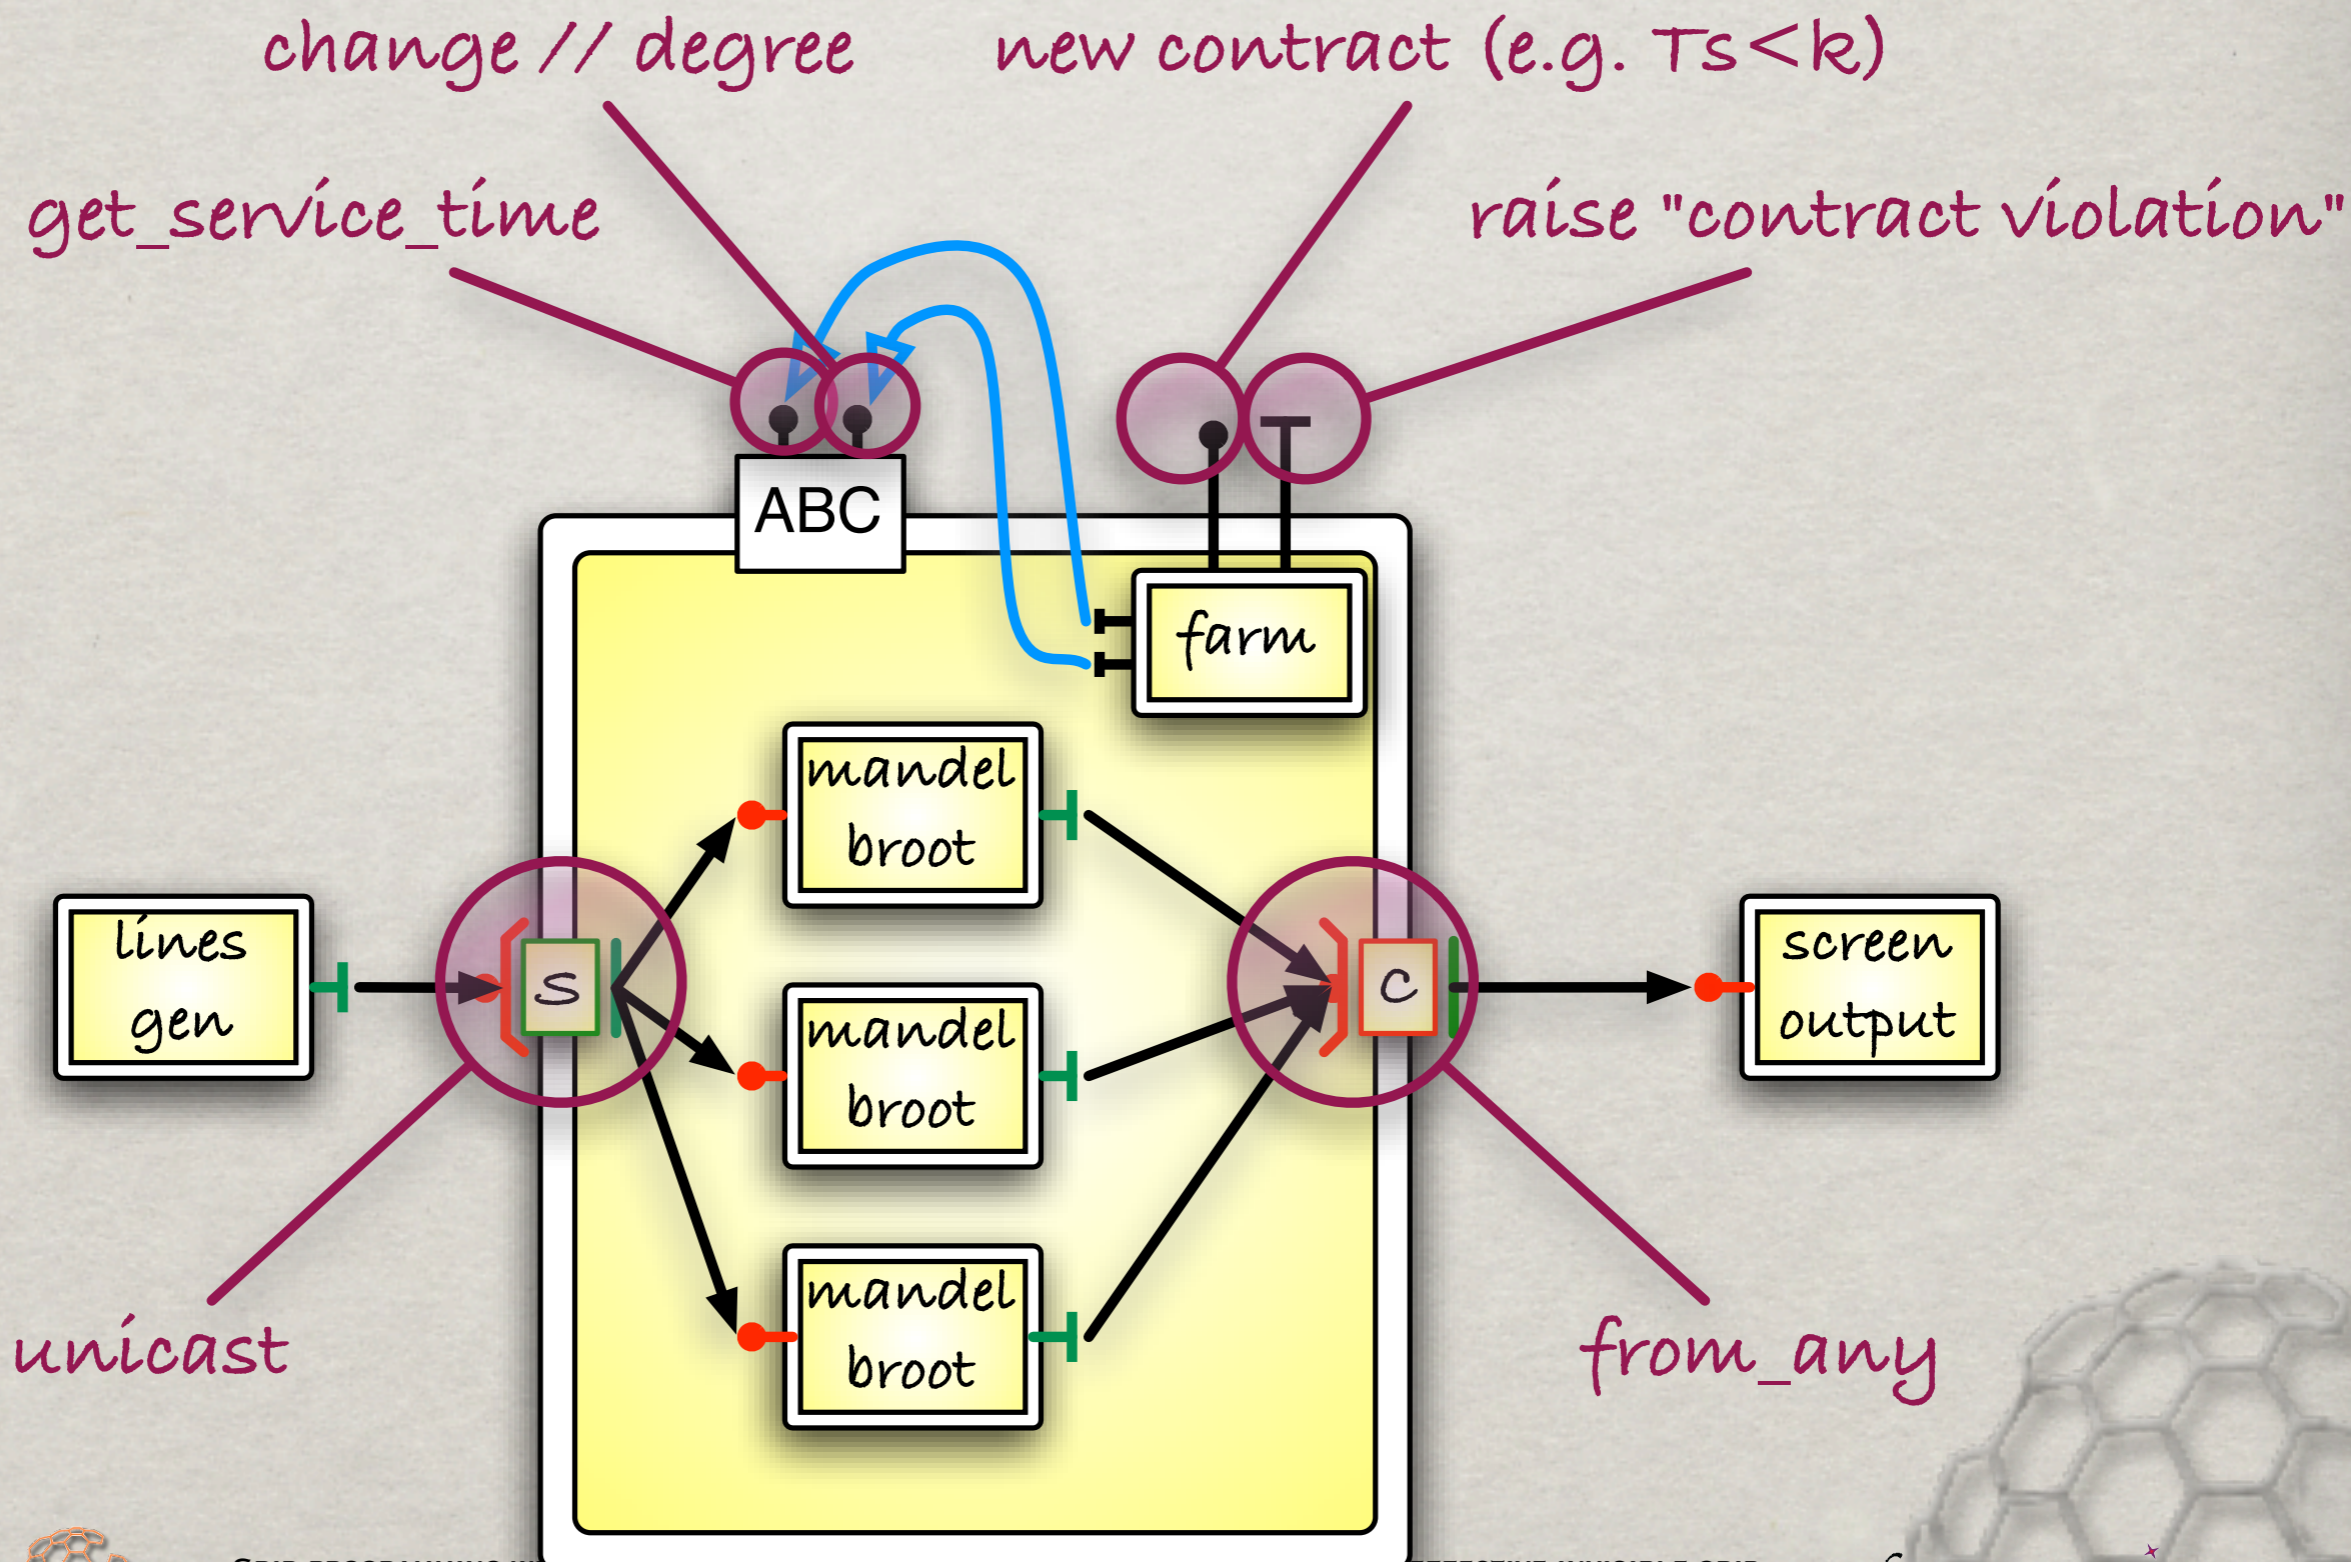 change // degree
new contract (e.g. Ts<k)
get_service_time
raise "contract violation"
ABC
farm
mandel
broot
lines
gen
S
mandel
broot
C
screen
output
mandel
broot
unicast
from_any